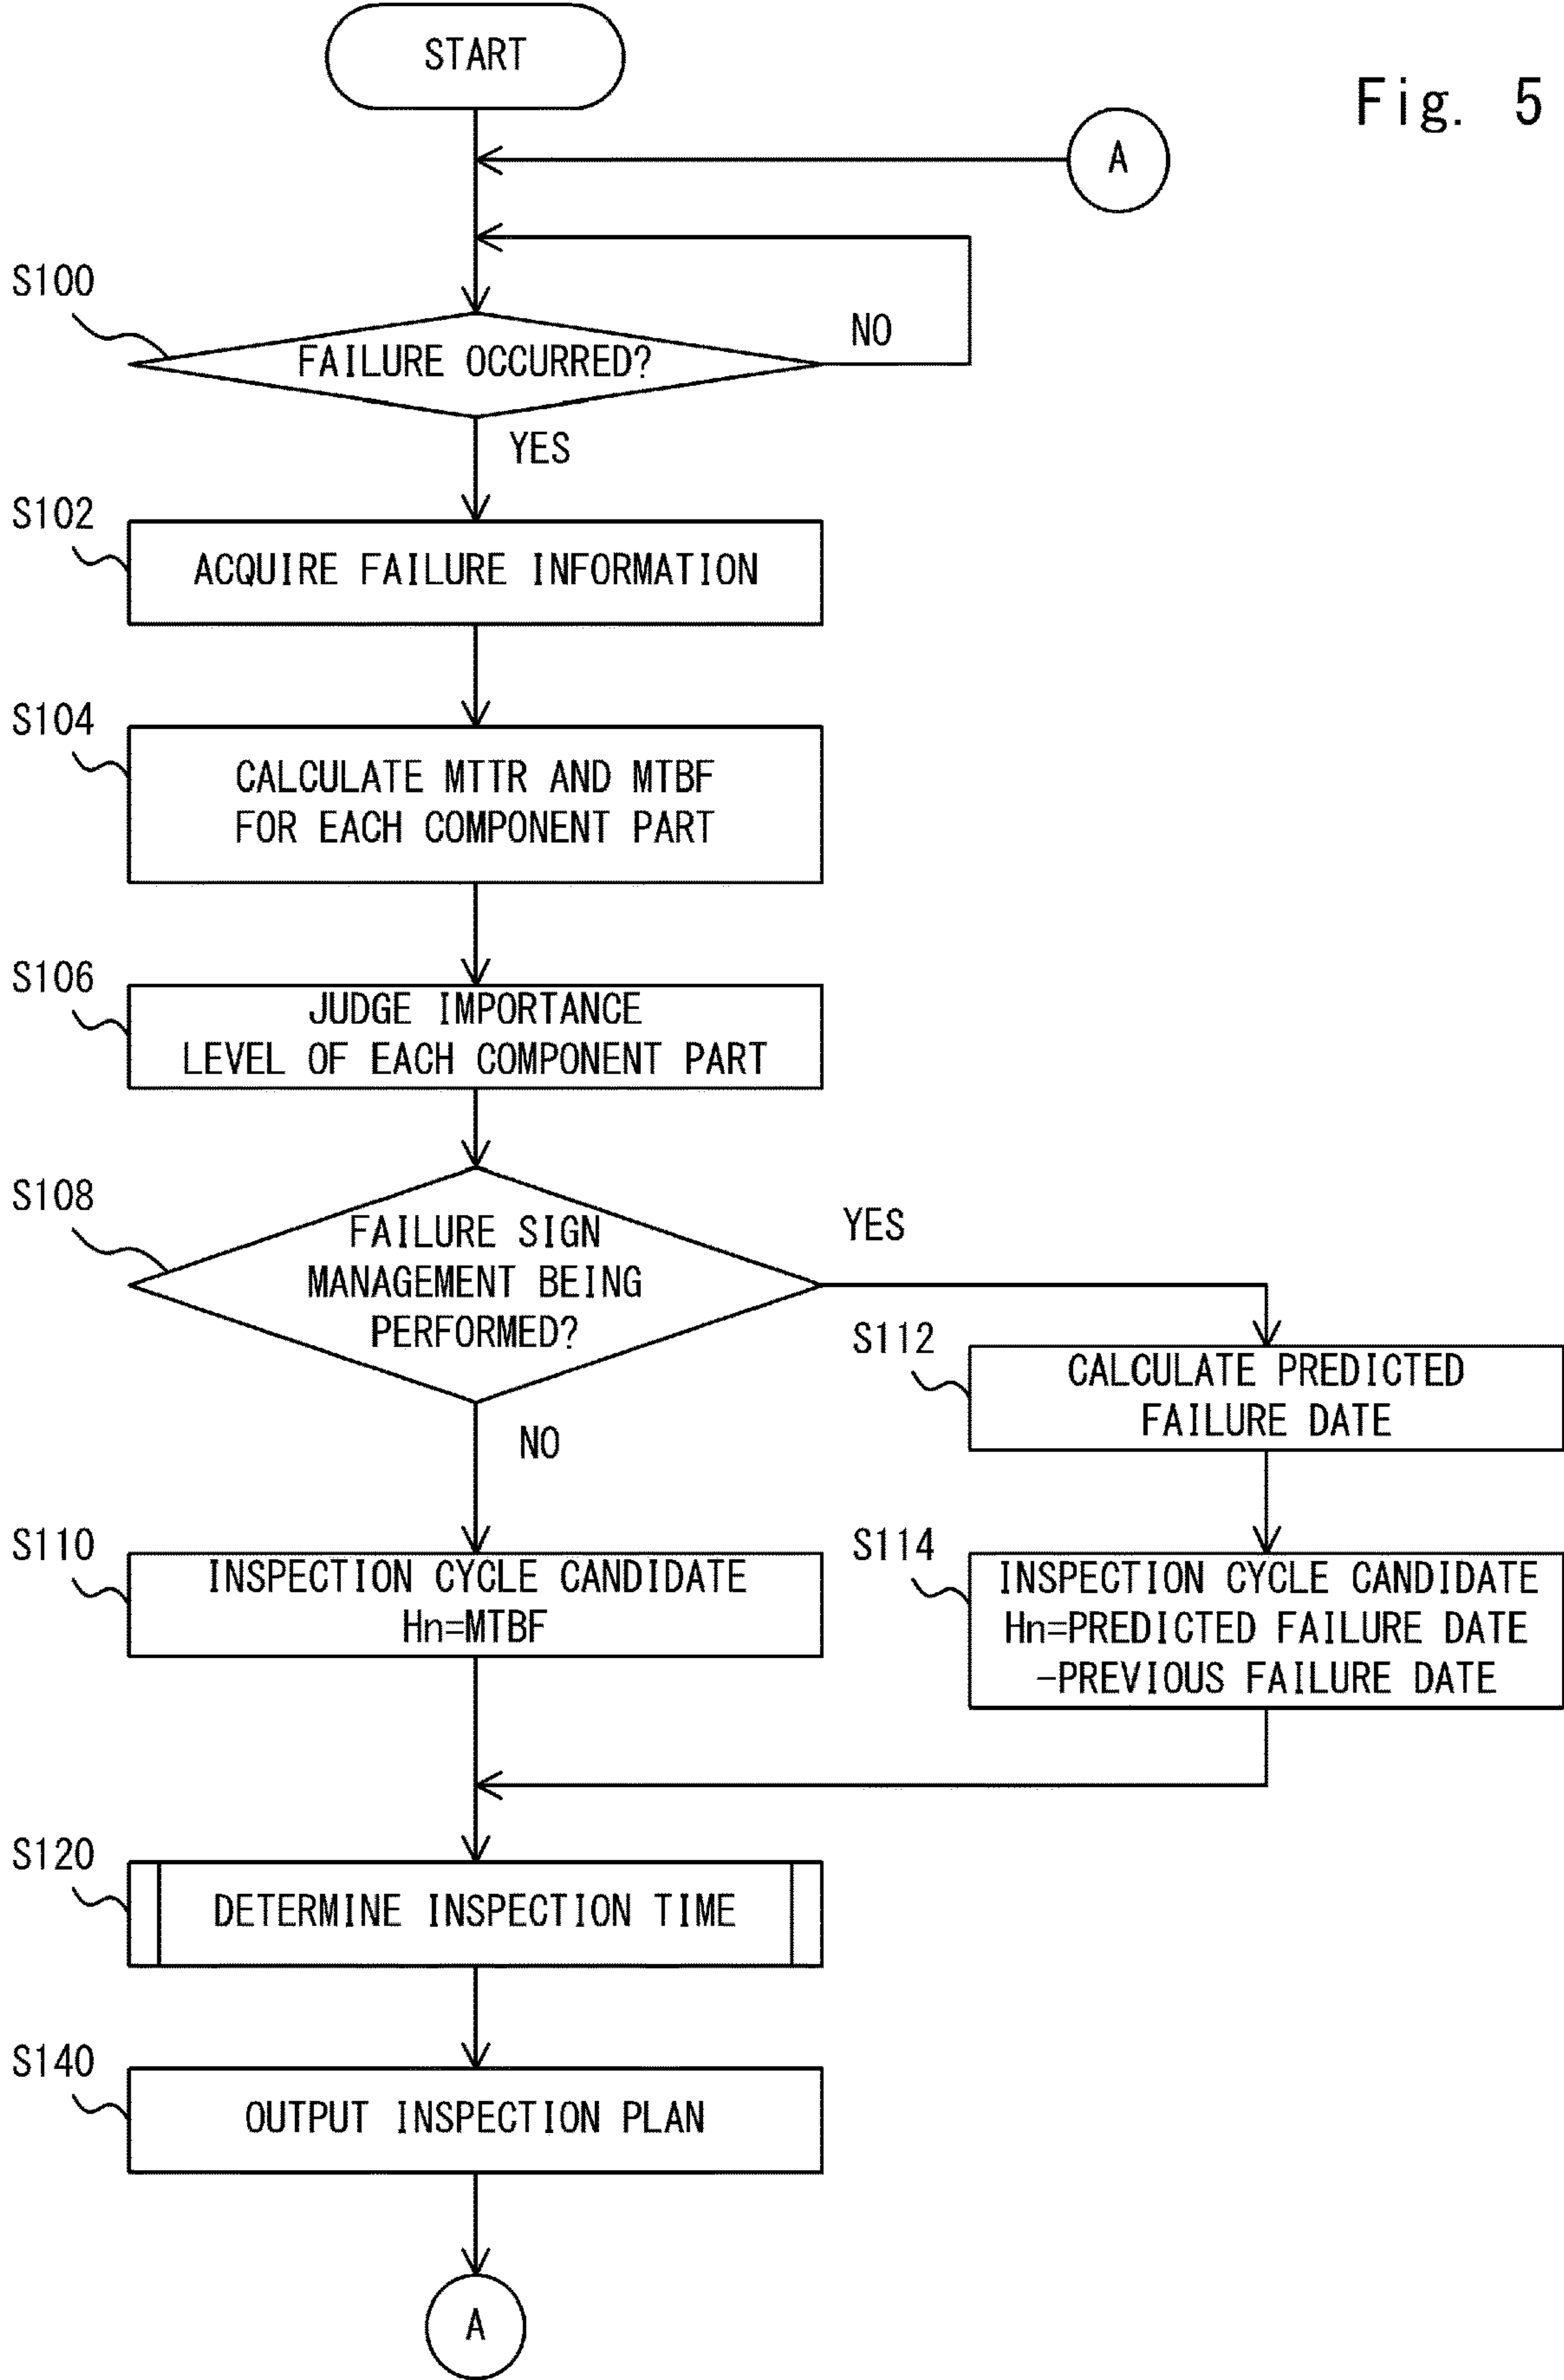 START
Fig. 5
A
S100
FAILURE OCCURRED?
NO
YES
S102
ACQUIRE FAILURE INFORMATION
S104
CALCULATE MTTR AND MTBF
FOR EACH COMPONENT PART
S106
JUDGE IMPORTANCE
LEVEL OF EACH COMPONENT PART
S108
FAILURE SIGN
MANAGEMENT BEING
PERFORMED?
YES
NO
S112
CALCULATE PREDICTED
FAILURE DATE
S110
INSPECTION CYCLE CANDIDATE
Hn=MTBF
S114
INSPECTION CYCLE CANDIDATE
Hn=PREDICTED FAILURE DATE
-PREVIOUS FAILURE DATE
S120
DETERMINE INSPECTION TIME
S140
OUTPUT INSPECTION PLAN
A